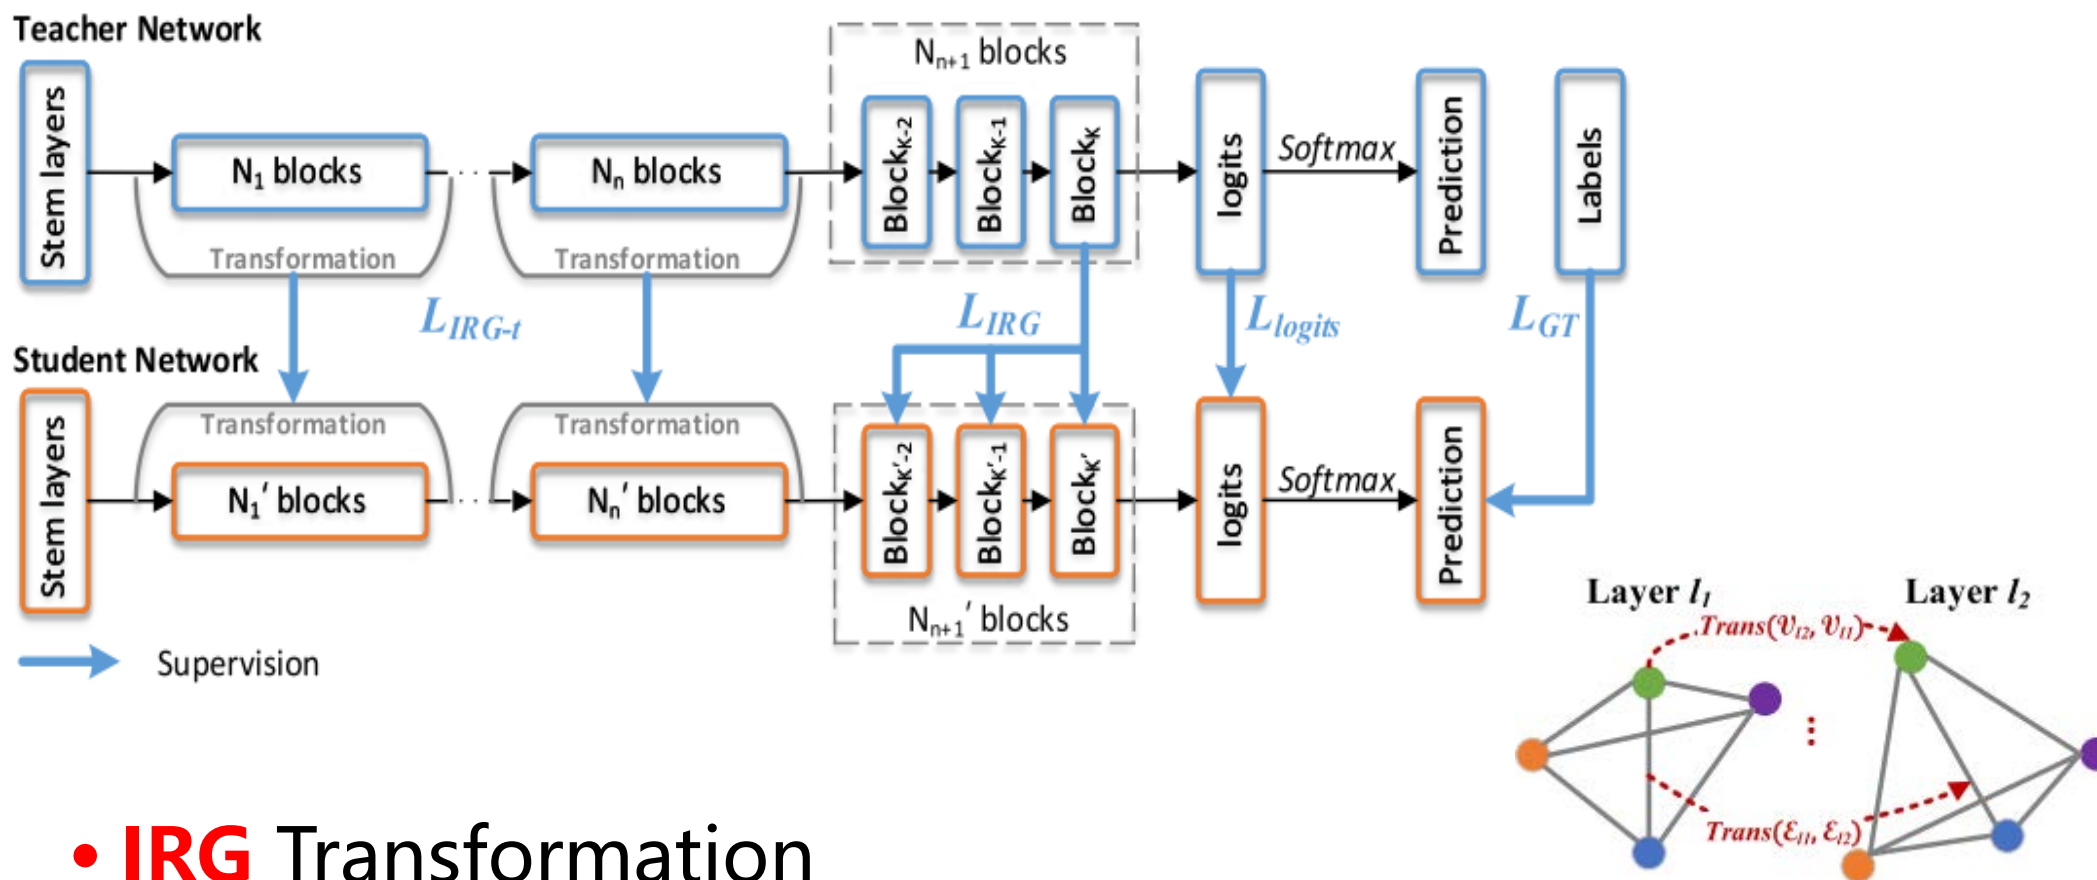 Teacher Network
Stem layers
N1 blocks
Transformation
Nn blocks
Transformation
Nn+1 blocks
BlockK-2
BlockK-1
BlockK
logits
Softmax
Prediction
Labels
LIRG-t
LIRG
Llogits
LGT
Student Network
Stem layers
Transformation
N1′ blocks
Transformation
Nn′ blocks
BlockK′-2
BlockK′-1
BlockK′
Nn+1′ blocks
logits
Softmax
Prediction
Supervision
Layer l1
Layer l2
Trans(𝒱l2, 𝒱l1)
Trans(ℰl1, ℰl2)
• IRG Transformation